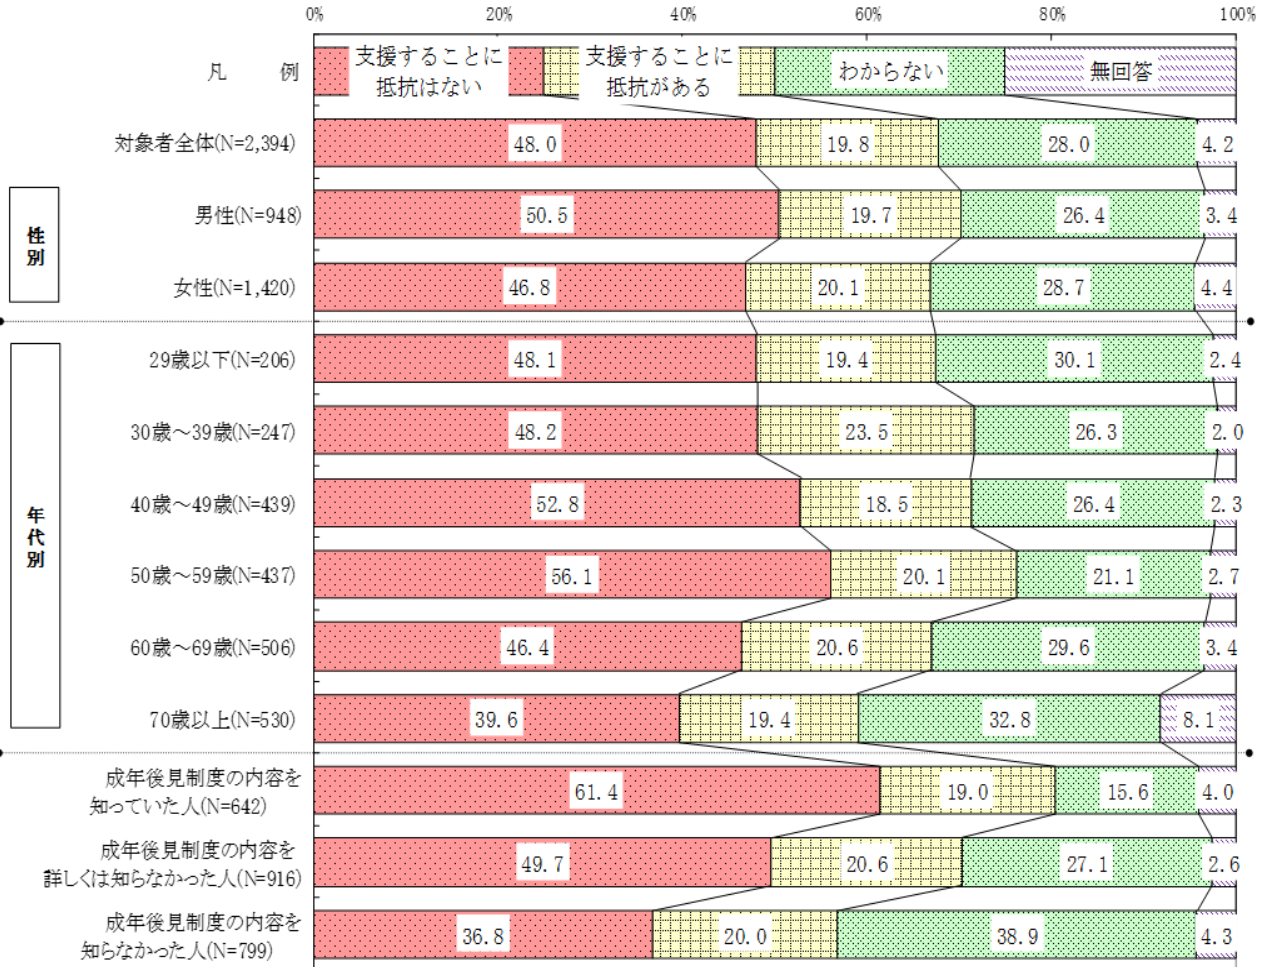 0% 20% 40% 60% 80% 100%
凡 例
支援することに
抵抗はない
支援することに
抵抗がある
わからない
無回答
対象者全体(N=2,394) 48.0 19.8 28.0 4.2
性別
男性(N=948) 50.5 19.7 26.4 3.4
女性(N=1,420) 46.8 20.1 28.7 4.4
年代別
29歳以下(N=206) 48.1 19.4 30.1 2.4
30歳～39歳(N=247) 48.2 23.5 26.3 2.0
40歳～49歳(N=439) 52.8 18.5 26.4 2.3
50歳～59歳(N=437) 56.1 20.1 21.1 2.7
60歳～69歳(N=506) 46.4 20.6 29.6 3.4
70歳以上(N=530) 39.6 19.4 32.8 8.1
成年後見制度の内容を
知っていた人(N=642) 61.4 19.0 15.6 4.0
成年後見制度の内容を
詳しくは知らなかった人(N=916) 49.7 20.6 27.1 2.6
成年後見制度の内容を
知らなかった人(N=799) 36.8 20.0 38.9 4.3